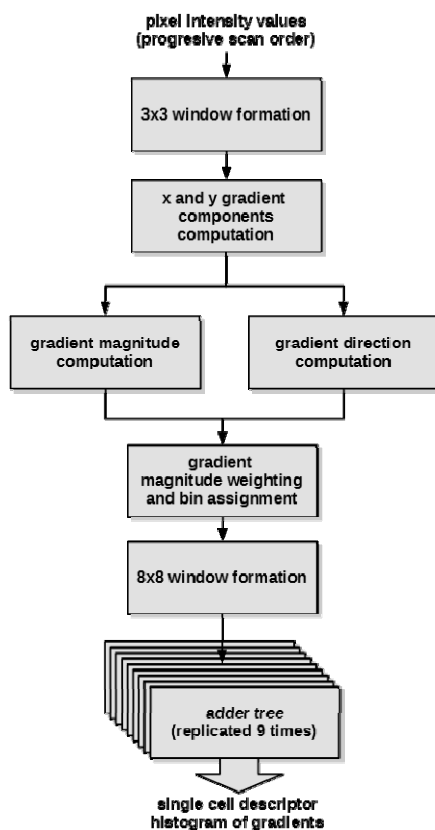 pixel intensity values
(progresive scan order)
3x3 window formation
x and y gradient
components
computation
gradient magnitude
computation
gradient direction
computation
gradient
magnitude weighting
and bin assignment
8x8 window formation
adder tree
(replicated 9 times)
single cell descriptor
histogram of gradients